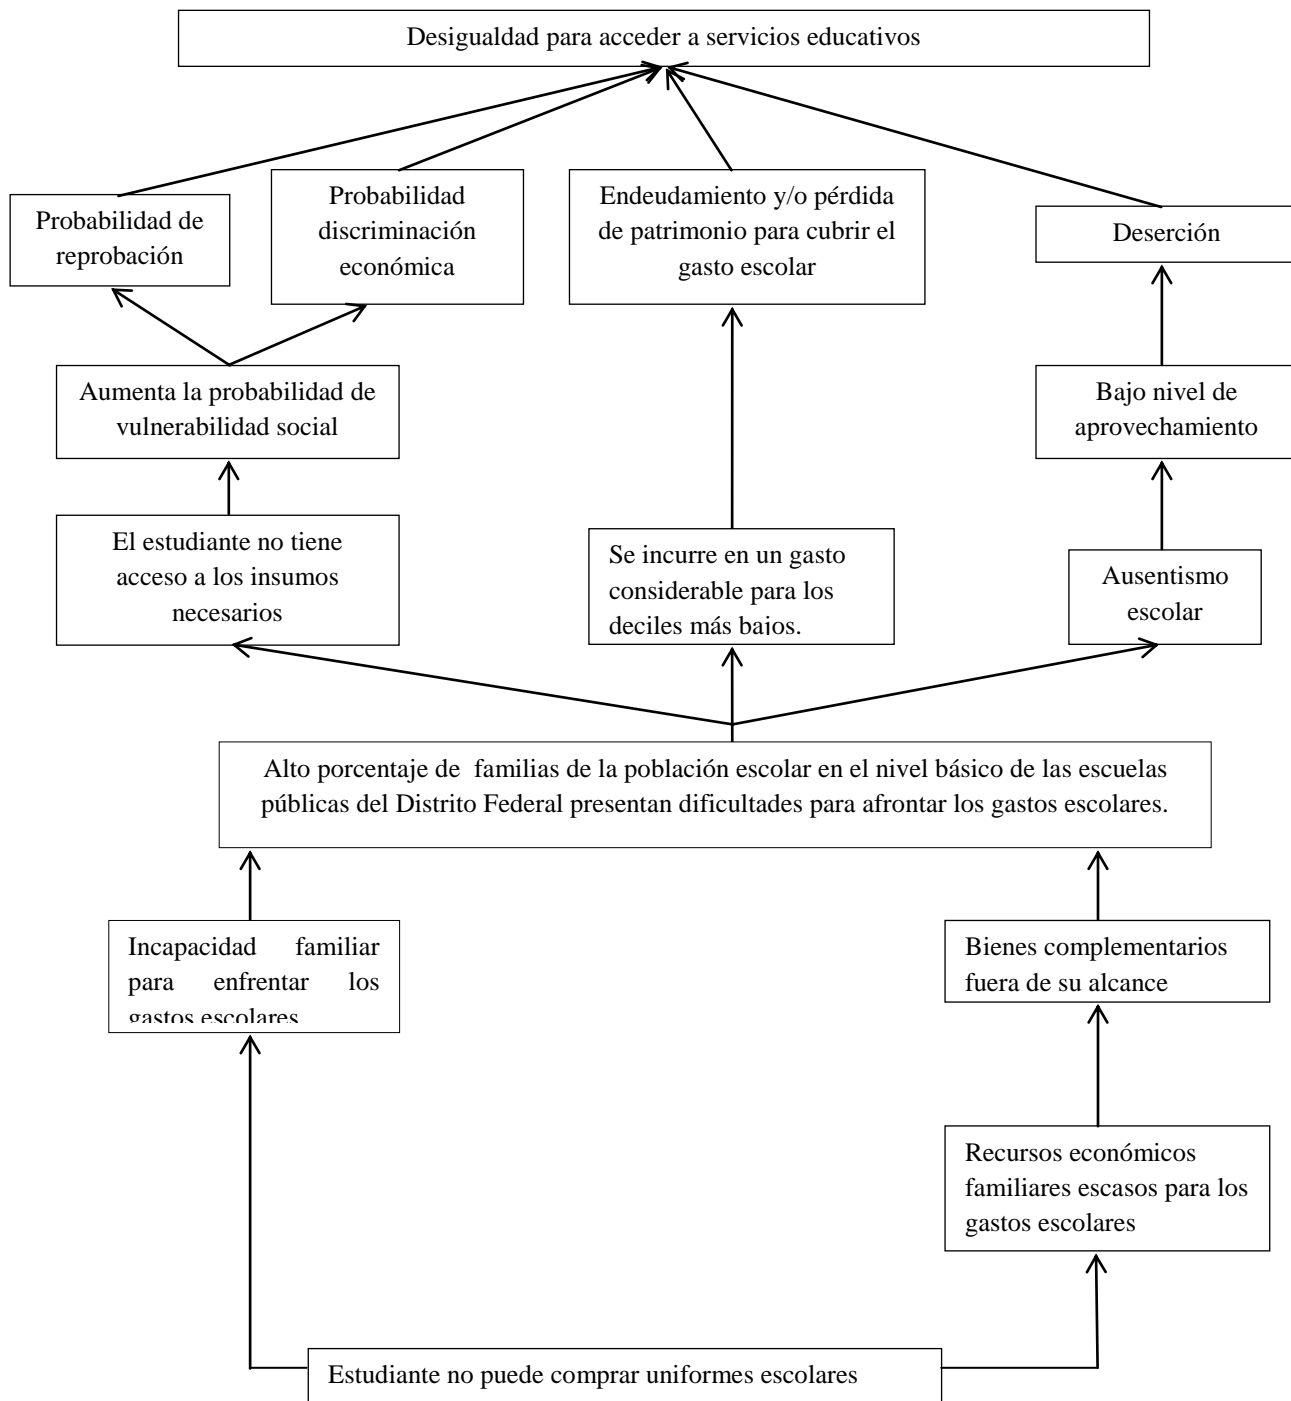 Desigualdad para acceder a servicios educativos
Probabilidad de
reprobación
Probabilidad
discriminación
económica
Endeudamiento y/o pérdida
de patrimonio para cubrir el
gasto escolar
Deserción
Aumenta la probabilidad de
vulnerabilidad social
Bajo nivel de
aprovechamiento
El estudiante no tiene
acceso a los insumos
necesarios
Se incurre en un gasto
considerable para los
deciles más bajos.
Ausentismo
escolar
Alto porcentaje de  familias de la población escolar en el nivel básico de las escuelas
públicas del Distrito Federal presentan dificultades para afrontar los gastos escolares.
Incapacidad familiar
para enfrentar los
gastos escolares
Bienes complementarios
fuera de su alcance
Recursos económicos
familiares escasos para los
gastos escolares
Estudiante no puede comprar uniformes escolares